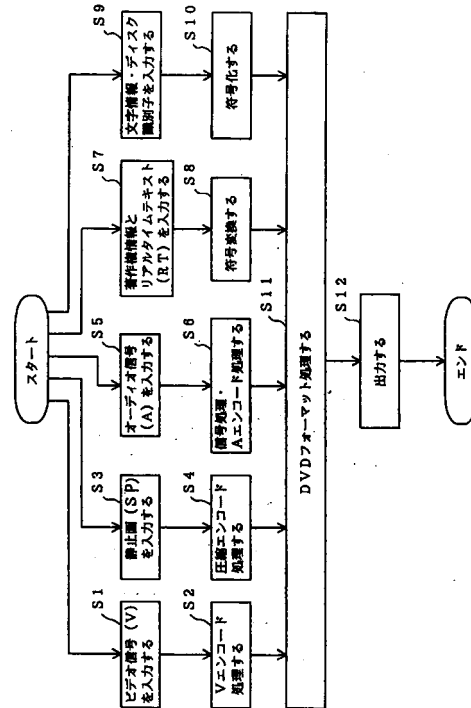 スタート
S1
ビデオ信号(V)
を入力する
S3
静止画(SP)
を入力する
S5
オーディオ信号
(A)を入力する
S7
著作権情報と
リアルタイムテキスト
(RT)を入力する
S9
文字情報・ディスク
識別子を入力する
S2
Vエンコード
処理する
S4
圧縮エンコード
処理する
S6
信号処理・
Aエンコード処理する
S8
符号変換する
S10
符号化する
S11
DVDフォーマット処理する
S12
出力する
エンド